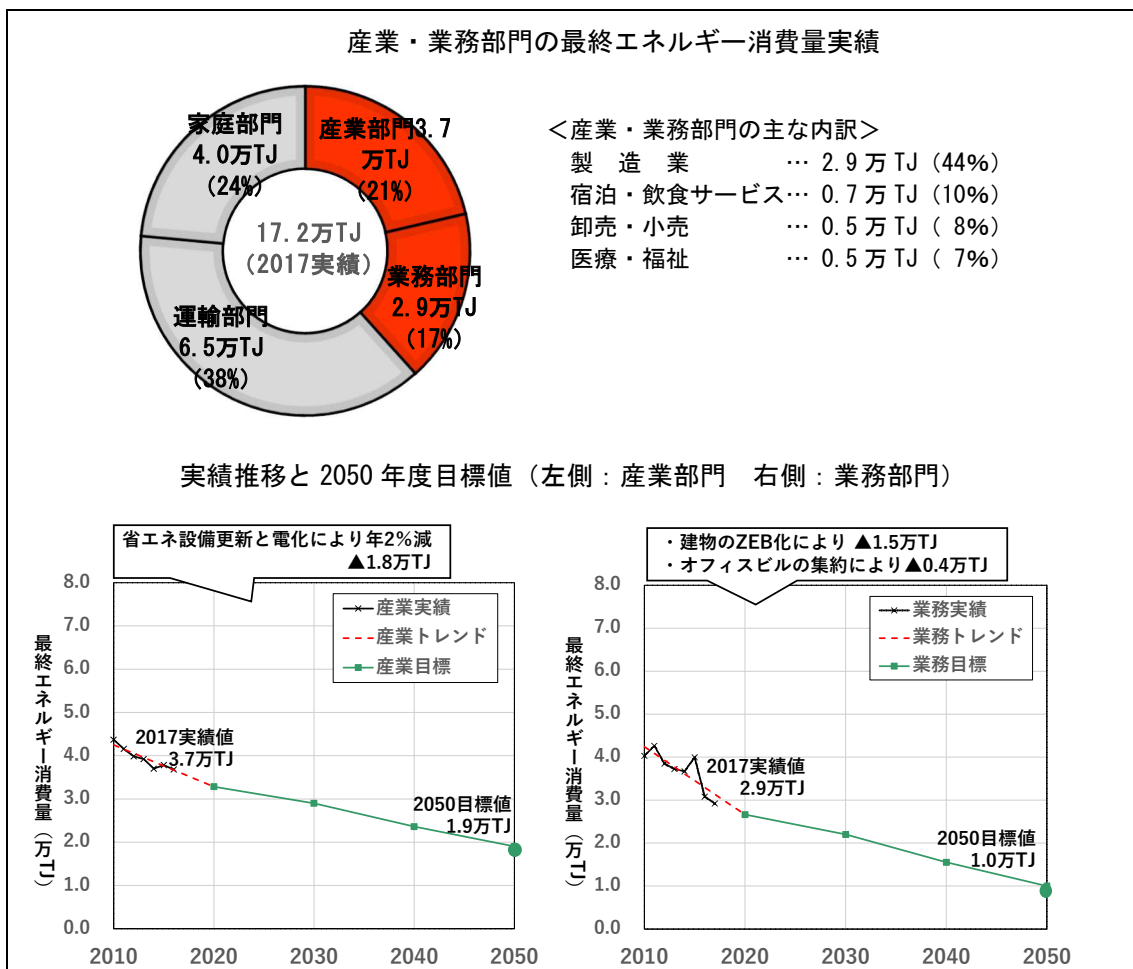 産業・業務部門の最終エネルギー消費量実績
家庭部門
4.0万TJ
(24%)
産業部門3.7
万TJ
(21%)
17.2万TJ
(2017実績)
業務部門
2.9万TJ
(17%)
運輸部門
6.5万TJ
(38%)
＜産業・業務部門の主な内訳＞
製　造　業　　　　… 2.9 万 TJ (44%)
宿泊・飲食サービス… 0.7 万 TJ (10%)
卸売・小売　　　　… 0.5 万 TJ ( 8%)
医療・福祉　　　　… 0.5 万 TJ ( 7%)
実績推移と 2050 年度目標値（左側：産業部門　右側：業務部門）
省エネ設備更新と電化により年2%減
▲1.8万TJ
最終エネルギー消費量（万TJ）
8.0
7.0
6.0
5.0
4.0
3.0
2.0
1.0
0.0
産業実績
産業トレンド
産業目標
2017実績値
3.7万TJ
2050目標値
1.9万TJ
2010 2020 2030 2040 2050
・建物のZEB化により ▲1.5万TJ
・オフィスビルの集約により▲0.4万TJ
最終エネルギー消費量（万TJ）
8.0
7.0
6.0
5.0
4.0
3.0
2.0
1.0
0.0
業務実績
業務トレンド
業務目標
2017実績値
2.9万TJ
2050目標値
1.0万TJ
2010 2020 2030 2040 2050